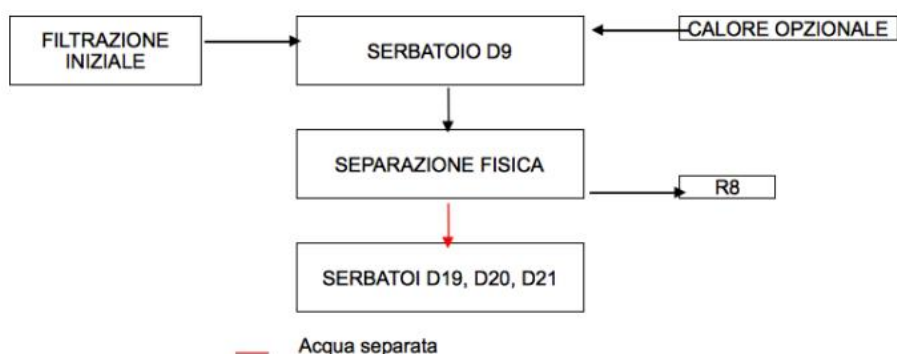 FILTRAZIONE
INIZIALE
SERBATOIO D9
CALORE OPZIONALE
SEPARAZIONE FISICA
R8
SERBATOI D19, D20, D21
Acqua separata